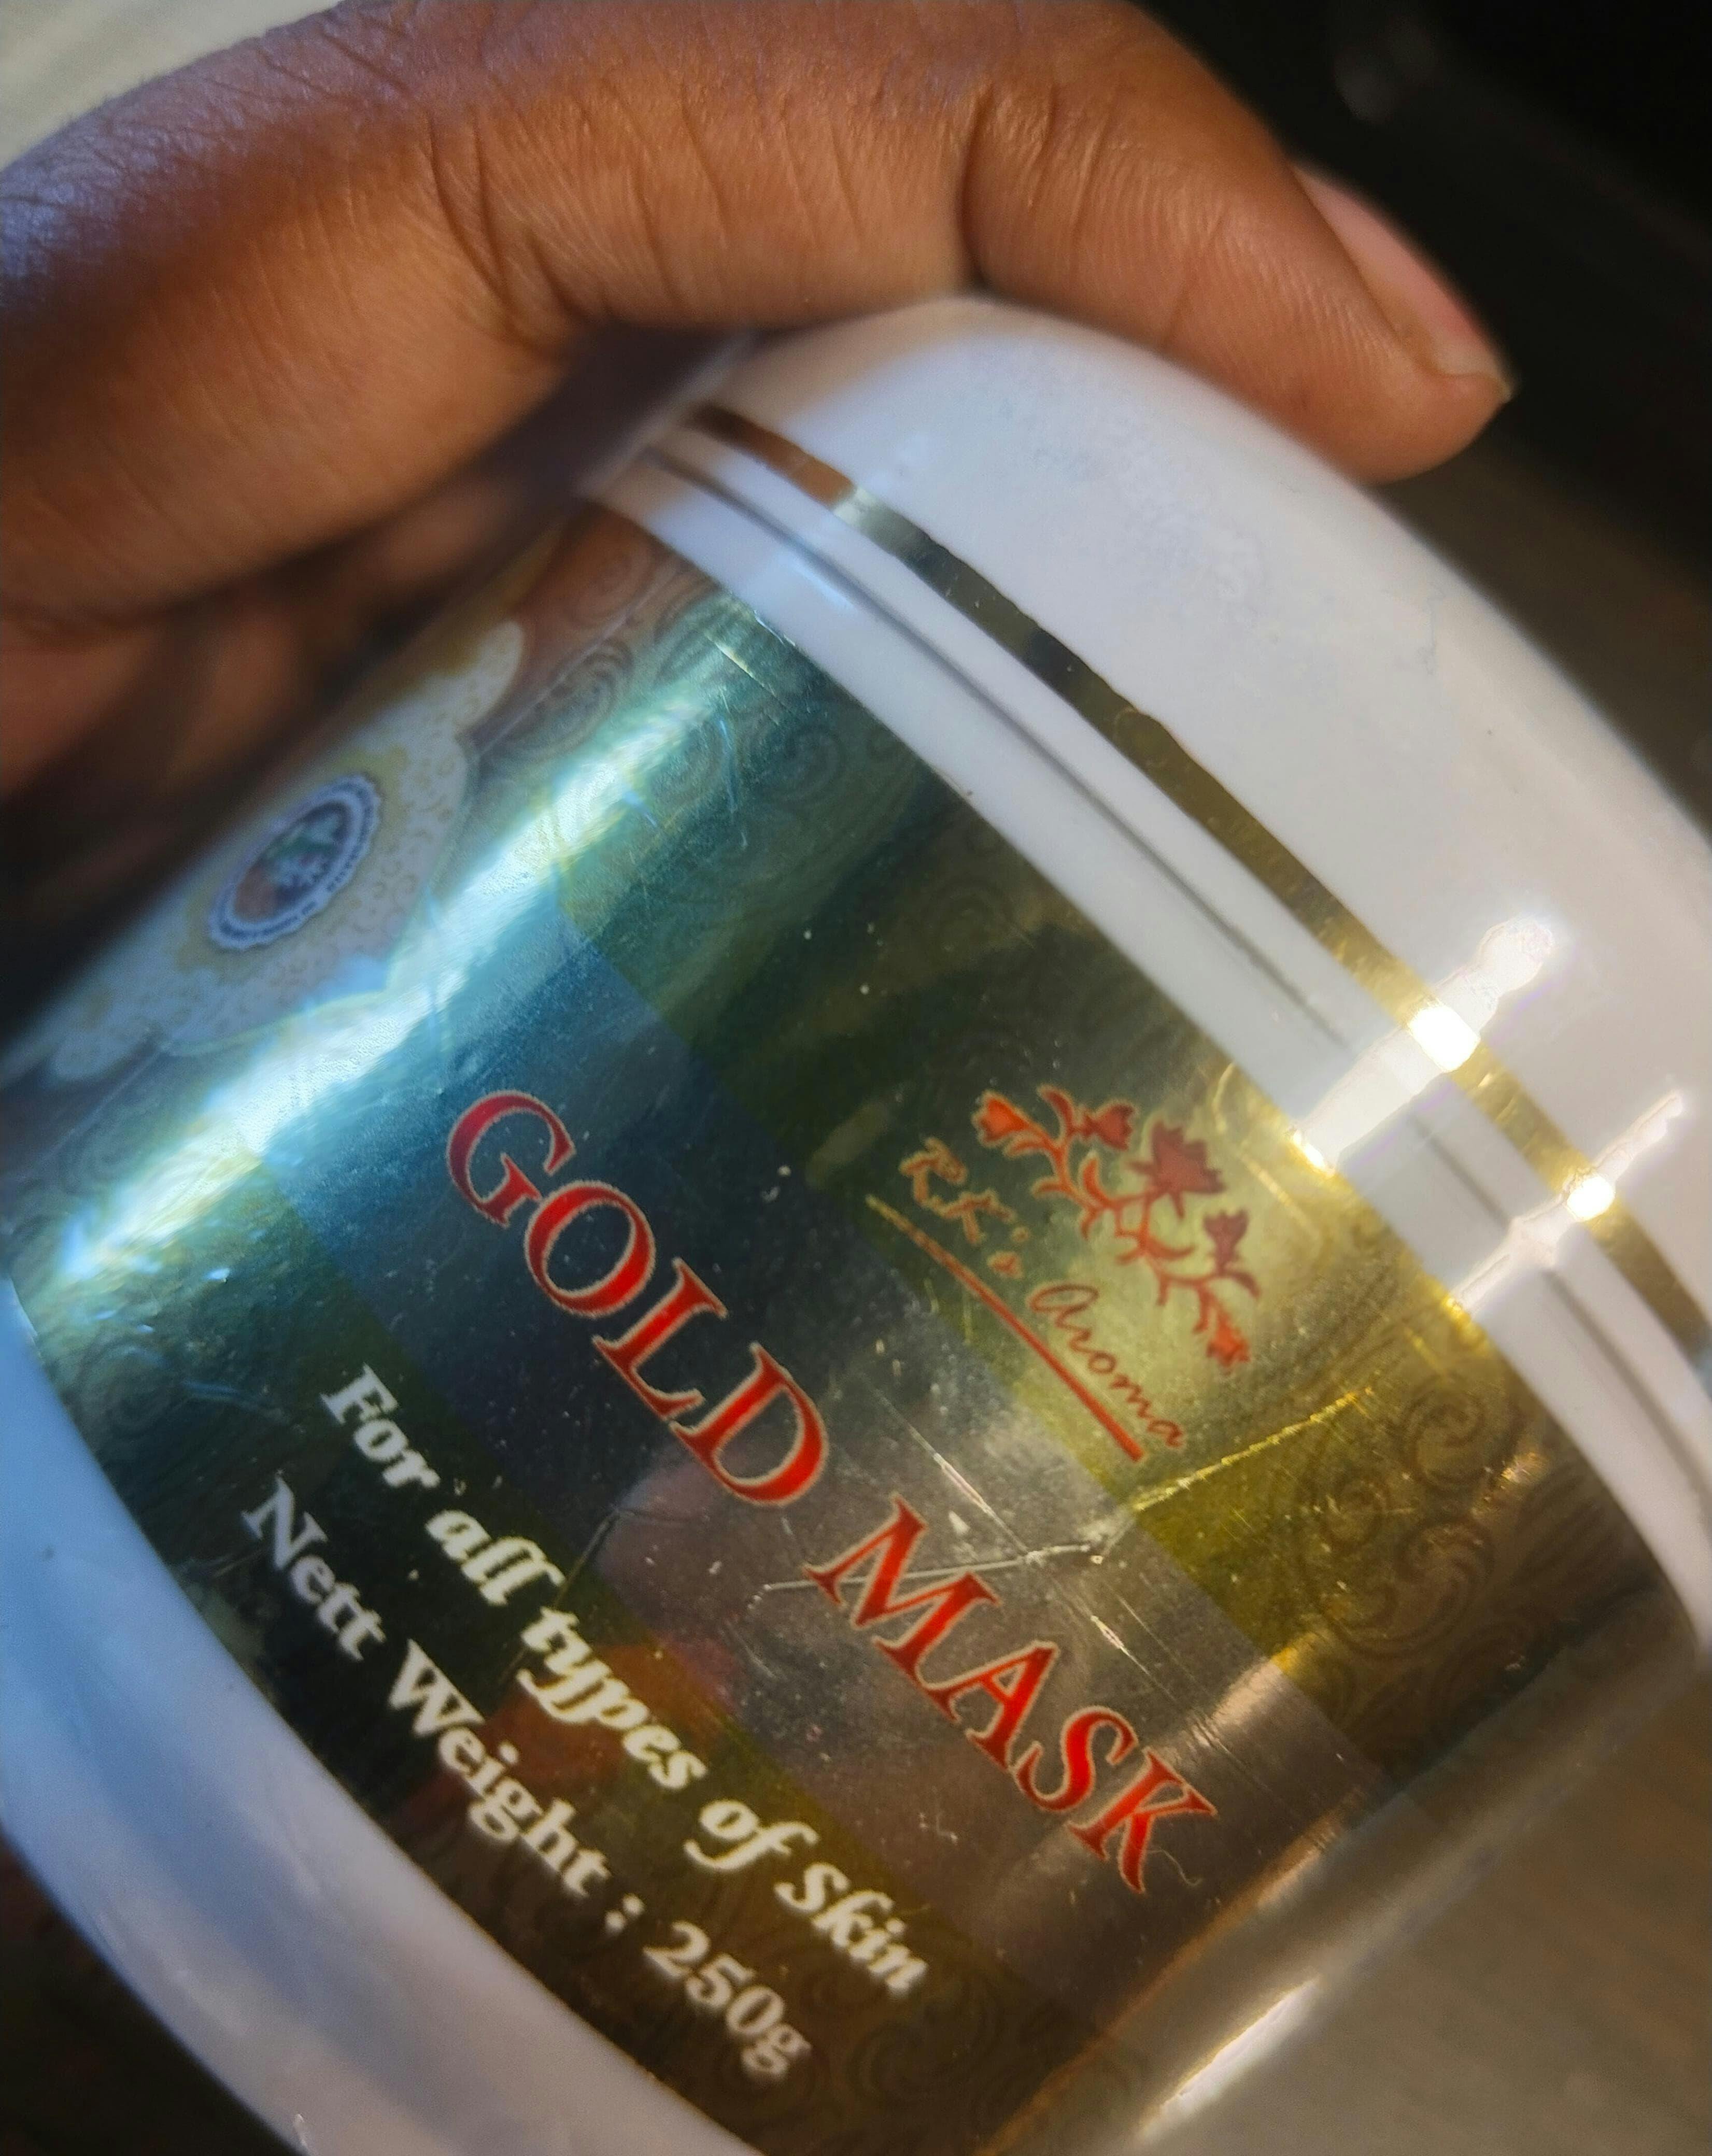 RK's Aroma
GOLD MASK
For all types of Skin
Nett Weight : 250g